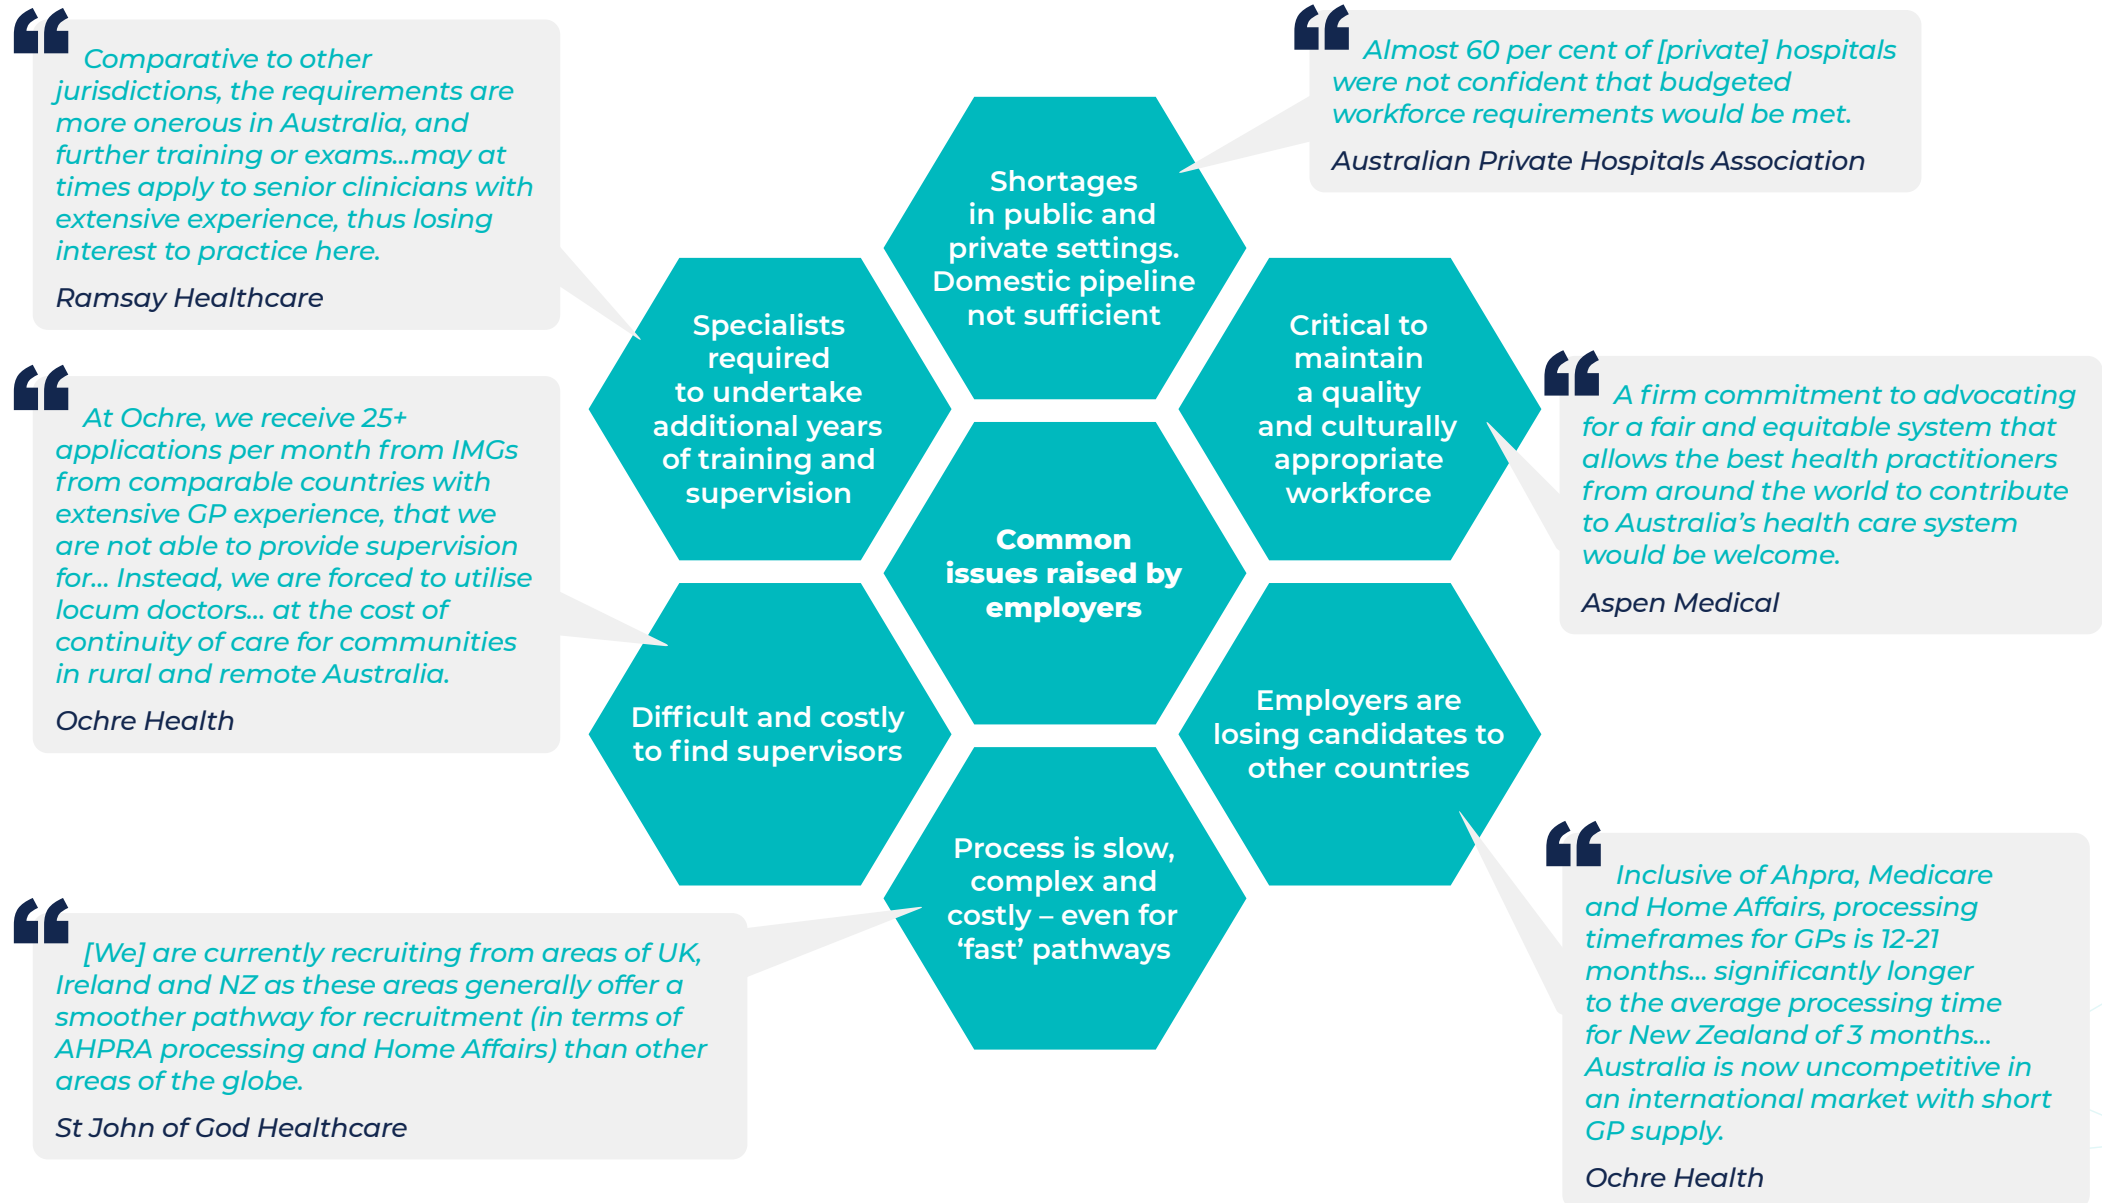 Comparative to other
jurisdictions, the requirements are
more onerous in Australia, and
further training or exams...may at
times apply to senior clinicians with
extensive experience, thus losing
interest to practice here.
Ramsay Healthcare
At Ochre, we receive 25+
applications per month from IMGs
from comparable countries with
extensive GP experience, that we
are not able to provide supervision
for... Instead, we are forced to utilise
locum doctors... at the cost of
continuity of care for communities
in rural and remote Australia.
Ochre Health
[We] are currently recruiting from areas of UK,
Ireland and NZ as these areas generally offer a
smoother pathway for recruitment (in terms of
AHPRA processing and Home Affairs) than other
areas of the globe.
St John of God Healthcare
Shortages
in public and
private settings.
Domestic pipeline
not sufficient
Specialists
required
to undertake
additional years
of training and
supervision
Critical to
maintain
a quality
and culturally
appropriate
workforce
Common
issues raised by
employers
Difficult and costly
to find supervisors
Employers are
losing candidates to
other countries
Process is slow,
complex and
costly – even for
‘fast’ pathways
Almost 60 per cent of [private] hospitals
were not confident that budgeted
workforce requirements would be met.
Australian Private Hospitals Association
A firm commitment to advocating
for a fair and equitable system that
allows the best health practitioners
from around the world to contribute
to Australia’s health care system
would be welcome.
Aspen Medical
Inclusive of Ahpra, Medicare
and Home Affairs, processing
timeframes for GPs is 12-21
months... significantly longer
to the average processing time
for New Zealand of 3 months...
Australia is now uncompetitive in
an international market with short
GP supply.
Ochre Health